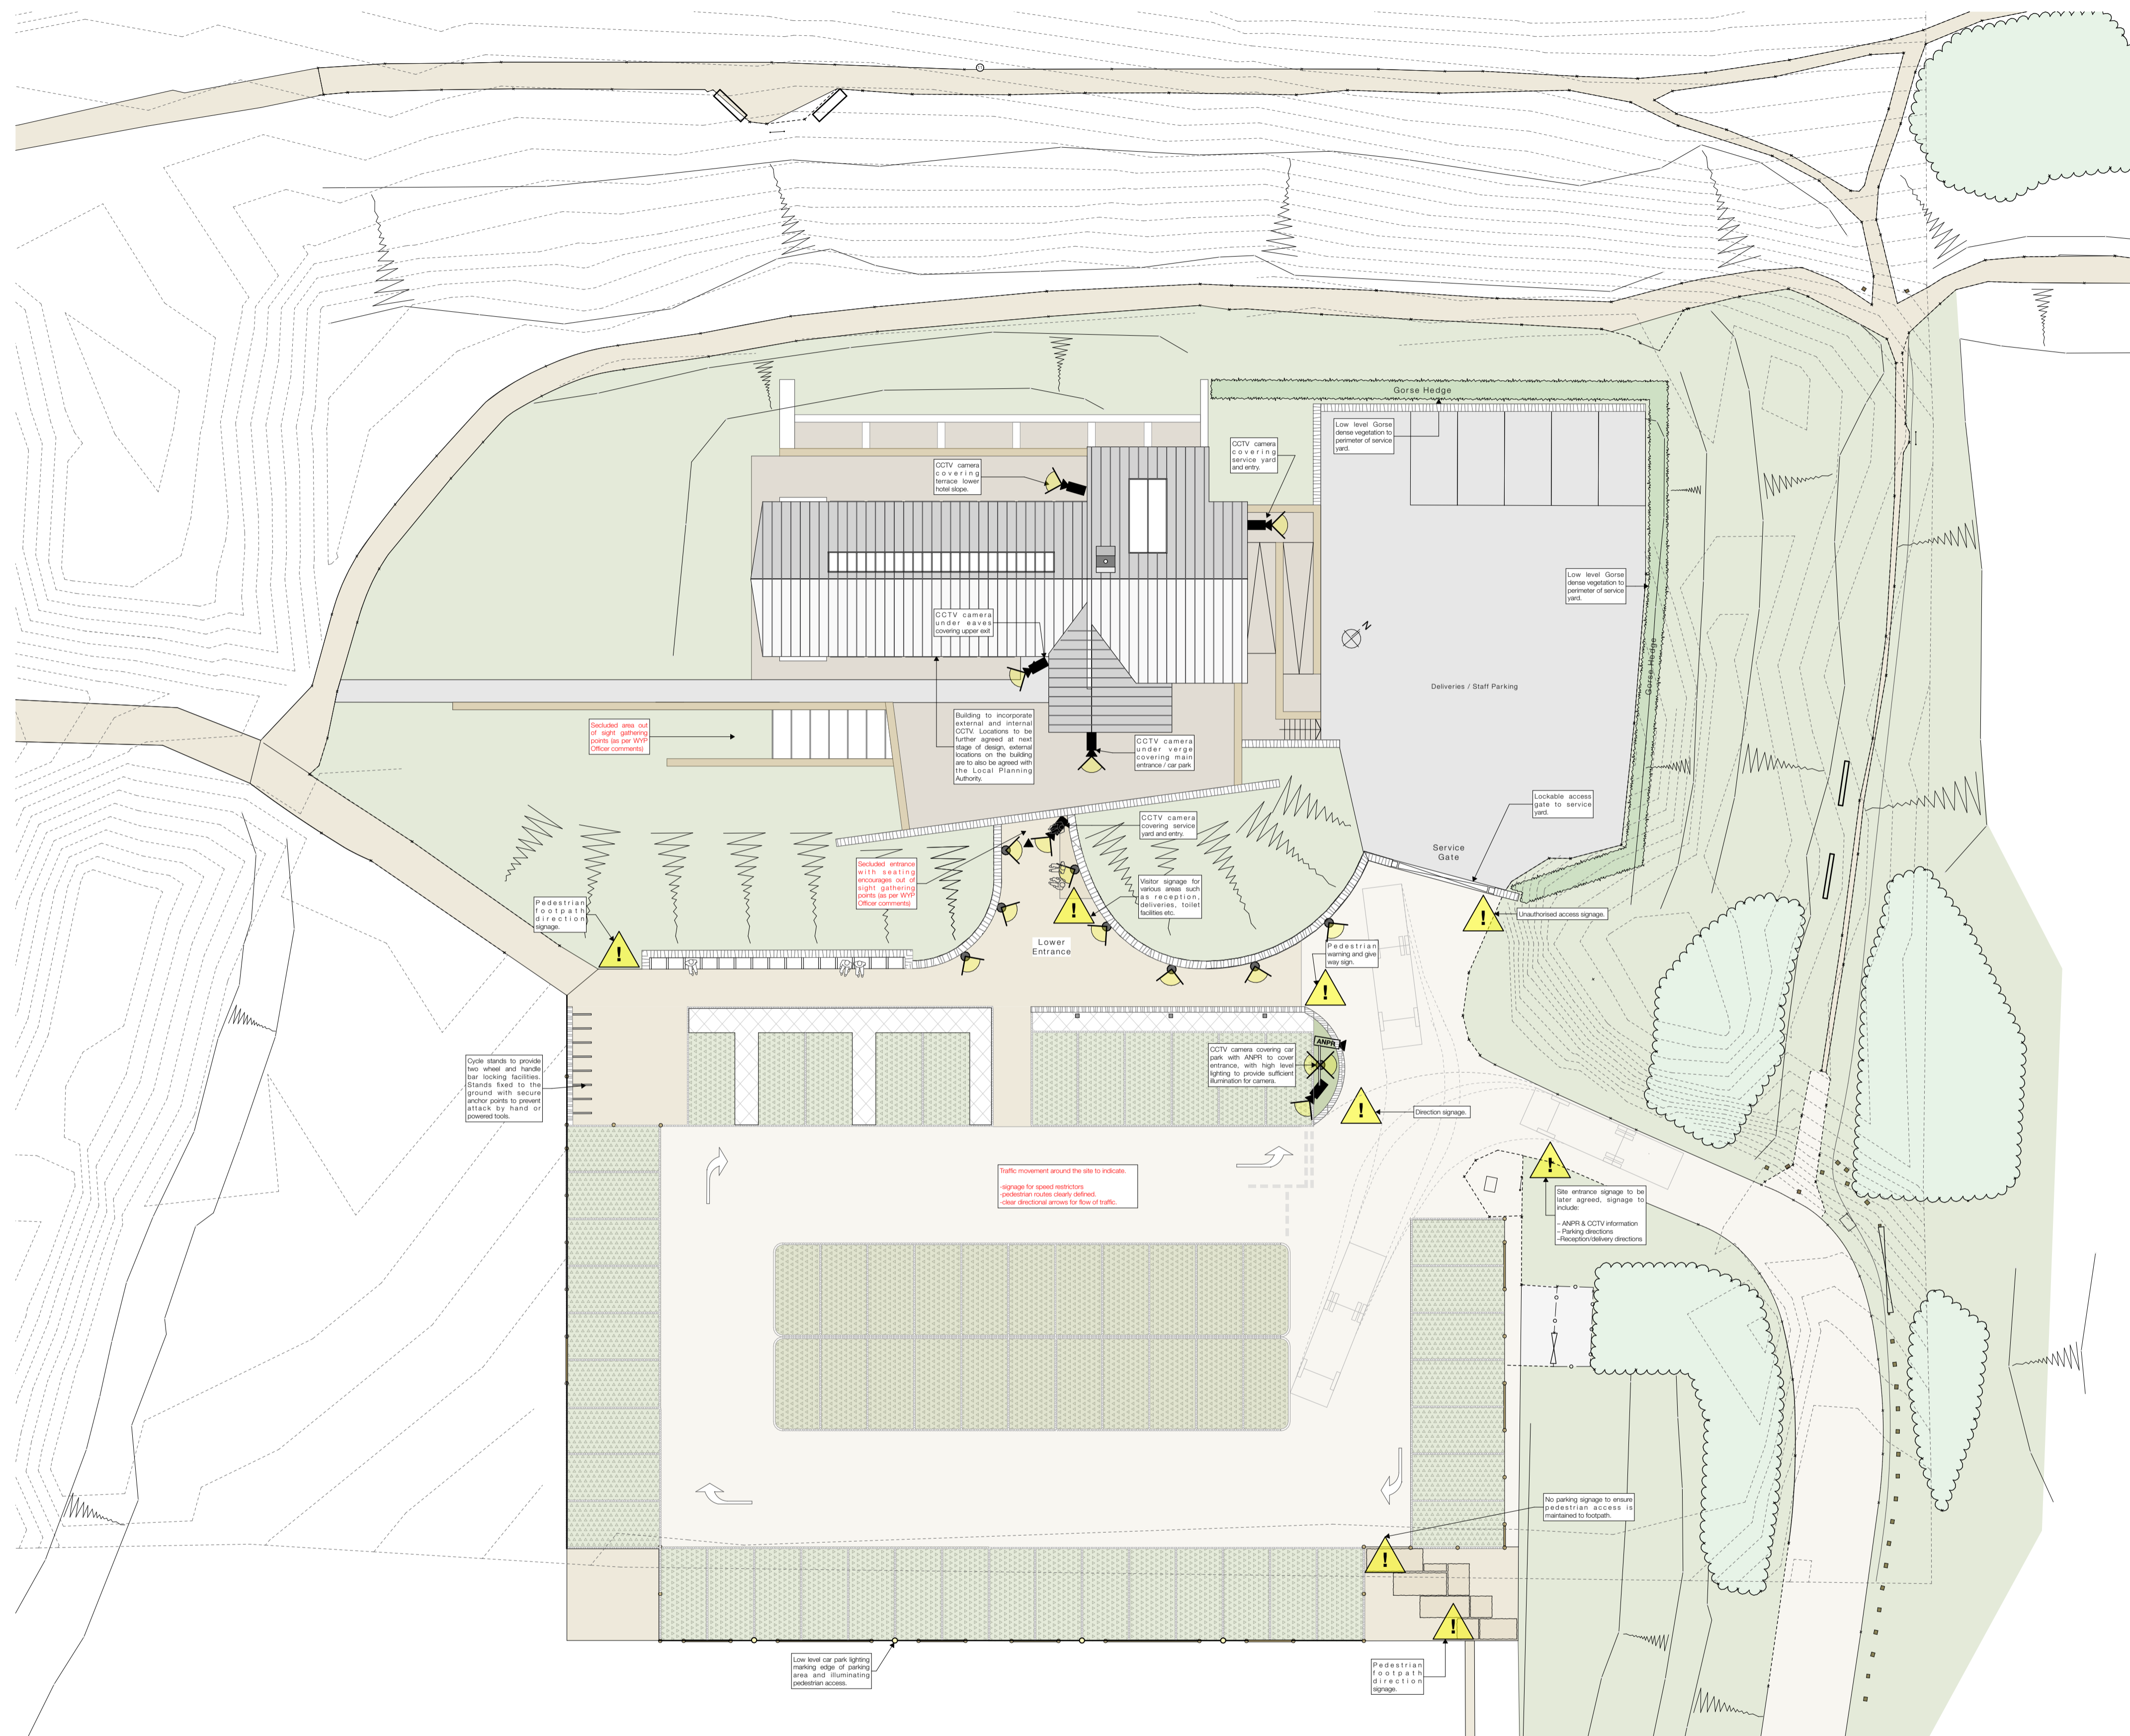 Gorse Hedge
Low level Gorse
dense vegetation to
perimeter of service
yard.
CCTV camera
covering
service yard
and entry.
CCTV camera
covering
terrace lower
hotel slope.
Low level Gorse
dense vegetation to
perimeter of service
yard.
CCTV camera
under eaves
covering upper exit
N
Gorse Hedge
Deliveries / Staff Parking
Secluded area out
of sight gathering
points (as per WYP
Officer comments)
Building to incorporate
external and internal
CCTV. Locations to be
further agreed at next
stage of design, external
locations on the building
are to also be agreed with
the Local Planning
Authority.
CCTV camera
under verge
covering main
entrance / car park
Lockable access
gate to service
yard.
CCTV camera
covering service
yard and entry.
Service
Gate
Secluded entrance
with seating
encourages out of
sight gathering
points (as per WYP
Officer comments)
Visitor signage for
various areas such
as reception,
deliveries, toilet
facilities etc.
Pedestrian
footpath
direction
signage.
!
!
!
Unauthorised access signage.
Lower
Entrance
Pedestrian
warning and give
way sign.
!
ANPR
CCTV camera covering car
park with ANPR to cover
entrance, with high level
lighting to provide sufficient
illumination for camera.
Cycle stands to provide
two wheel and handle
bar locking facilities.
Stands fixed to the
ground with secure
anchor points to prevent
attack by hand or
powered tools.
!
Direction signage.
!
Traffic movement around the site to indicate.
-signage for speed restrictors
-pedestrian routes clearly defined.
-clear directional arrows for flow of traffic.
Site entrance signage to be
later agreed, signage to
include:
– ANPR & CCTV information
– Parking directions
–Reception/delivery directions
No parking signage to ensure
pedestrian access is
maintained to footpath.
!
!
Low level car park lighting
marking edge of parking
area and illuminating
pedestrian access.
Pedestrian
footpath
direction
signage.